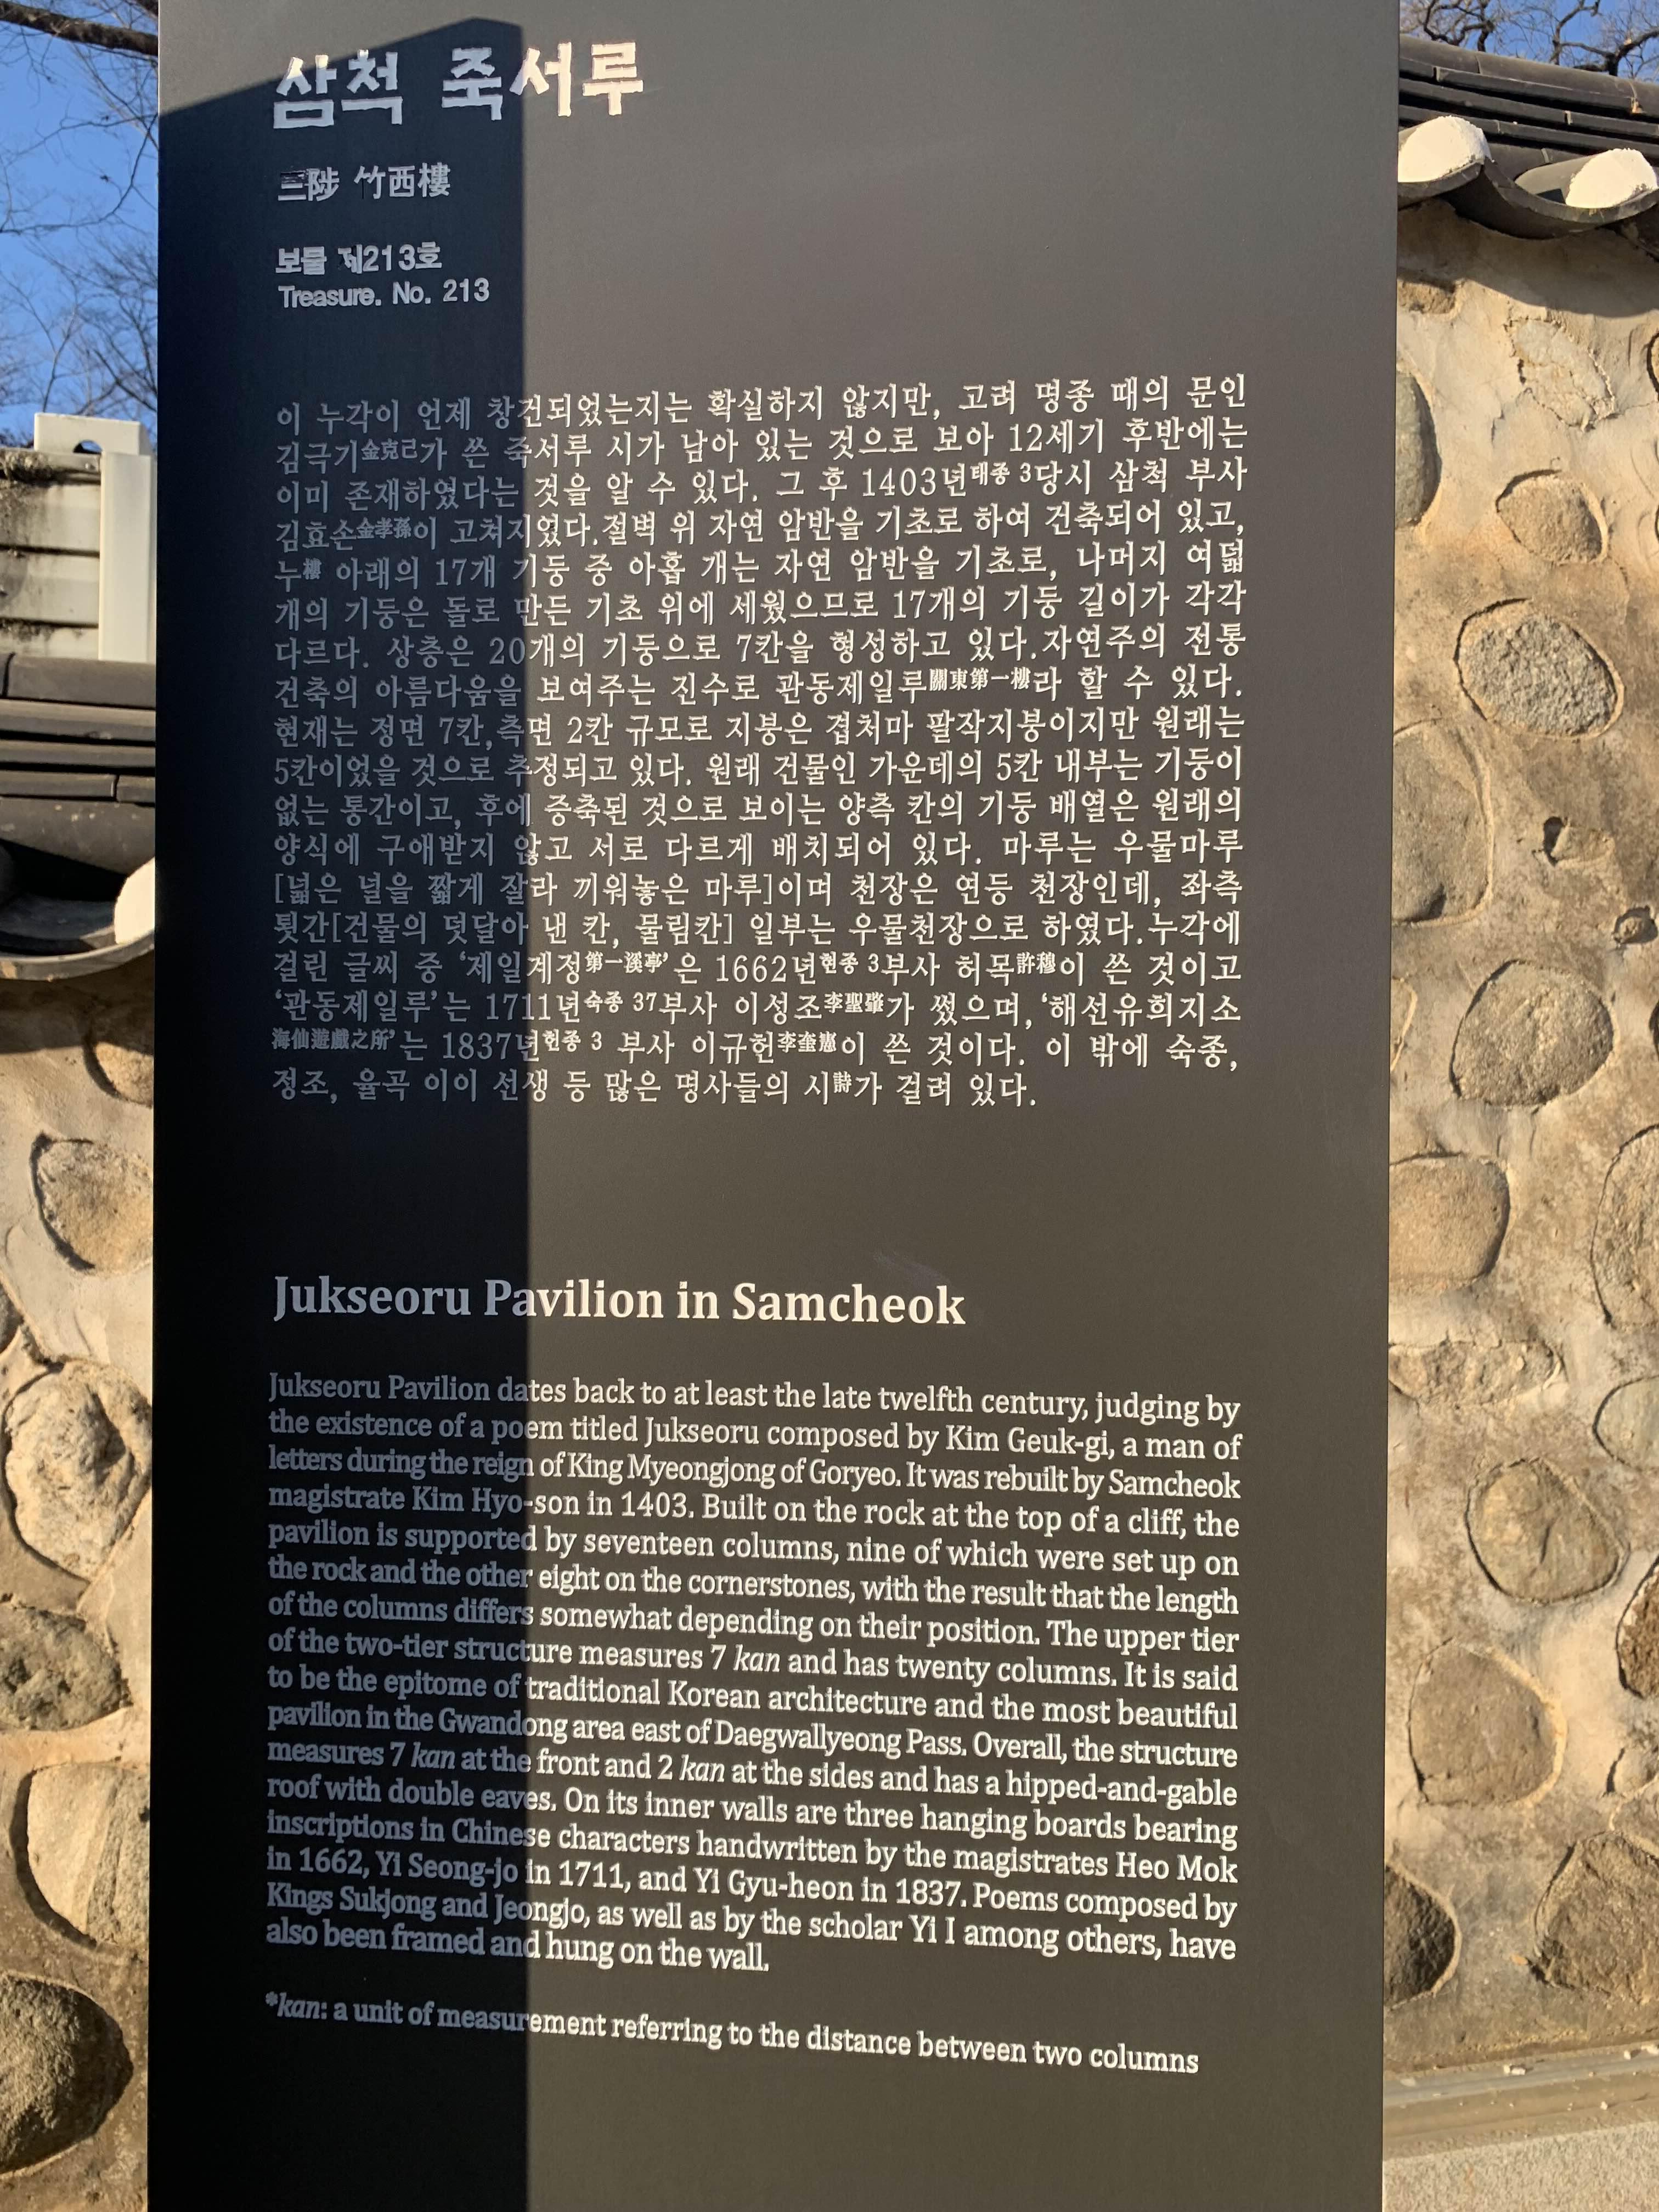 삼척 죽서루
三陟 竹西樓
보물 제213호
Treasure. No. 213
이 누각이 언제 창건되었는지는 확실하지 않지만, 고려 명종 때의 문인
김극기金克己가 쓴 죽서루 시가 남아 있는 것으로 보아 12세기 후반에는
이미 존재하였다는 것을 알 수 있다. 그 후 1403년태종 3당시 삼척 부사
김효손金孝孫이 고쳐지었다.절벽 위 자연 암반을 기초로 하여 건축되어 있고,
누樓 아래의 17개 기둥 중 아홉 개는 자연 암반을 기초로, 나머지 여덟
개의 기둥은 돌로 만든 기초 위에 세웠으므로 17개의 기둥 길이가 각각
다르다. 상층은 20개의 기둥으로 7칸을 형성하고 있다.자연주의 전통
건축의 아름다움을 보여주는 진수로 관동제일루關東第一樓라 할 수 있다.
현재는 정면 7칸,측면 2칸 규모로 지붕은 겹처마 팔작지붕이지만 원래는
5칸이었을 것으로 추정되고 있다. 원래 건물인 가운데의 5칸 내부는 기둥이
없는 통간이고, 후에 증축된 것으로 보이는 양측 칸의 기둥 배열은 원래의
양식에 구애받지 않고 서로 다르게 배치되어 있다. 마루는 우물마루
[넓은 널을 짧게 잘라 끼워놓은 마루]이며 천장은 연등 천장인데, 좌측
툇간[건물의 덧달아 낸 칸, 물림칸] 일부는 우물천장으로 하였다.누각에
걸린 글씨 중 ‘제일계정第一溪亭’은 1662년현종 3부사 허목許穆이 쓴 것이고
‘관동제일루’는 1711년숙종 37부사 이성조李聖肇가 썼으며,‘해선유희지소
海仙遊戲之所’는 1837년헌종 3 부사 이규헌李奎憲이 쓴 것이다. 이 밖에 숙종,
정조, 율곡 이이 선생 등 많은 명사들의 시詩가 걸려 있다.
Jukseoru Pavilion in Samcheok
Jukseoru Pavilion dates back to at least the late twelfth century, judging by
the existence of a poem titled Jukseoru composed by Kim Geuk-gi, a man of
letters during the reign of King Myeongjong of Goryeo. It was rebuilt by Samcheok
magistrate Kim Hyo-son in 1403. Built on the rock at the top of a cliff, the
pavilion is supported by seventeen columns, nine of which were set up on
the rock and the other eight on the cornerstones, with the result that the length
of the columns differs somewhat depending on their position. The upper tier
of the two-tier structure measures 7 kan and has twenty columns. It is said
to be the epitome of traditional Korean architecture and the most beautiful
pavilion in the Gwandong area east of Daegwallyeong Pass. Overall, the structure
measures 7 kan at the front and 2 kan at the sides and has a hipped-and-gable
roof with double eaves. On its inner walls are three hanging boards bearing
inscriptions in Chinese characters handwritten by the magistrates Heo Mok
in 1662, Yi Seong-jo in 1711, and Yi Gyu-heon in 1837. Poems composed by
Kings Sukjong and Jeongjo, as well as by the scholar Yi I among others, have
also been framed and hung on the wall.
*kan: a unit of measurement referring to the distance between two columns